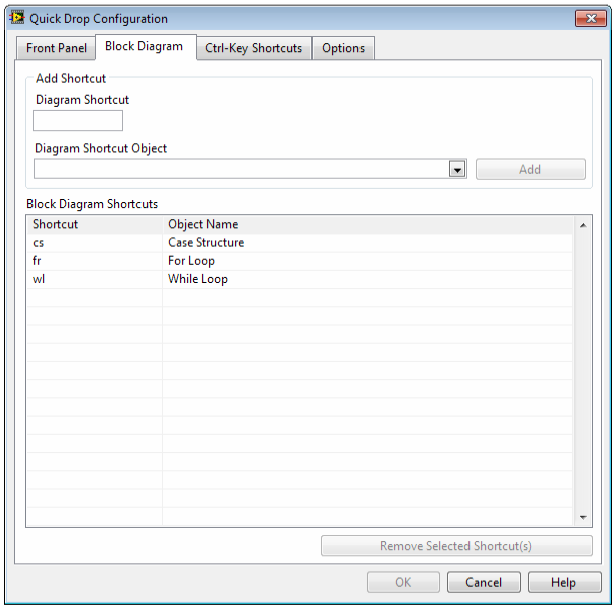 Quick Drop Configuration
Front Panel Block Diagram Ctrl-Key Shortcuts Options
Add Shortcut
Diagram Shortcut
Diagram Shortcut Object
Add
Block Diagram Shortcuts
Shortcut Object Name
cs Case Structure
fr For Loop
wl While Loop
Remove Selected Shortcut(s)
OK Cancel Help